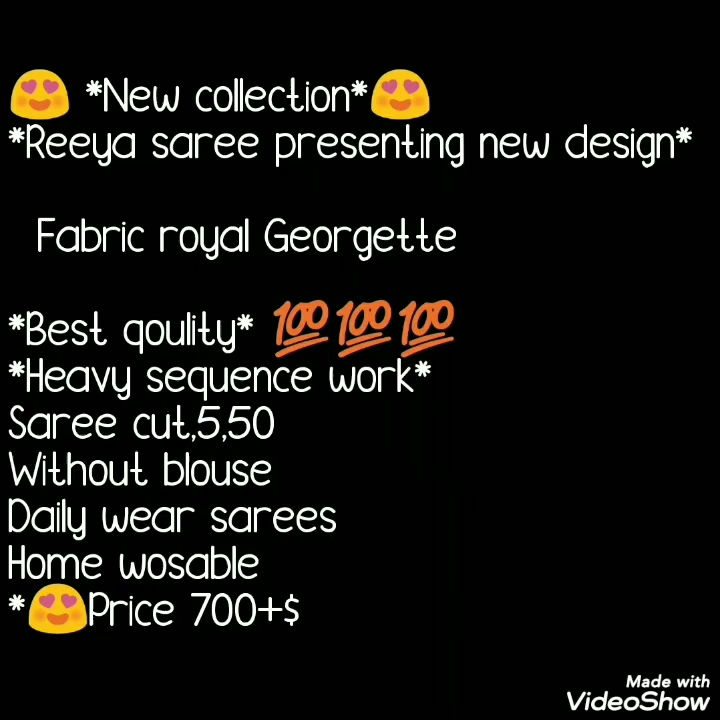 😍 *New collection*😍
*Reeya saree presenting new design*
Fabric royal Georgette
*Best qoulity* 💯💯💯
*Heavy sequence work*
Saree cut,5,50
Without blouse
Daily wear sarees
Home wosable
*😍Price 700+$
Made with
VideoShow